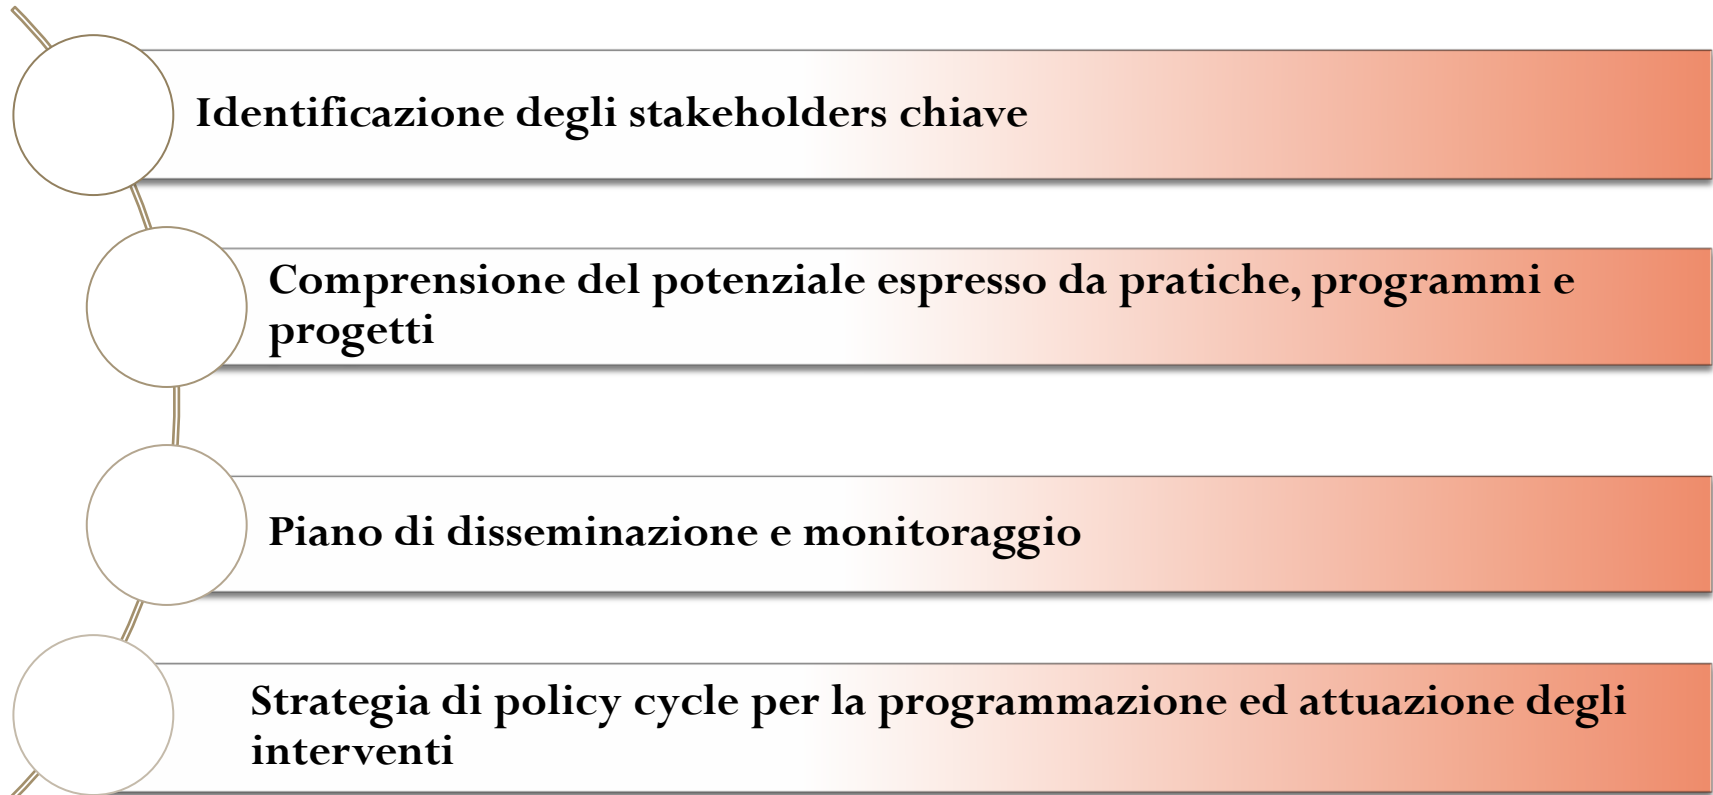 Identificazione degli stakeholders chiave
Comprensione del potenziale espresso da pratiche, programmi e
progetti
Piano di disseminazione e monitoraggio
Strategia di policy cycle per la programmazione ed attuazione degli
interventi